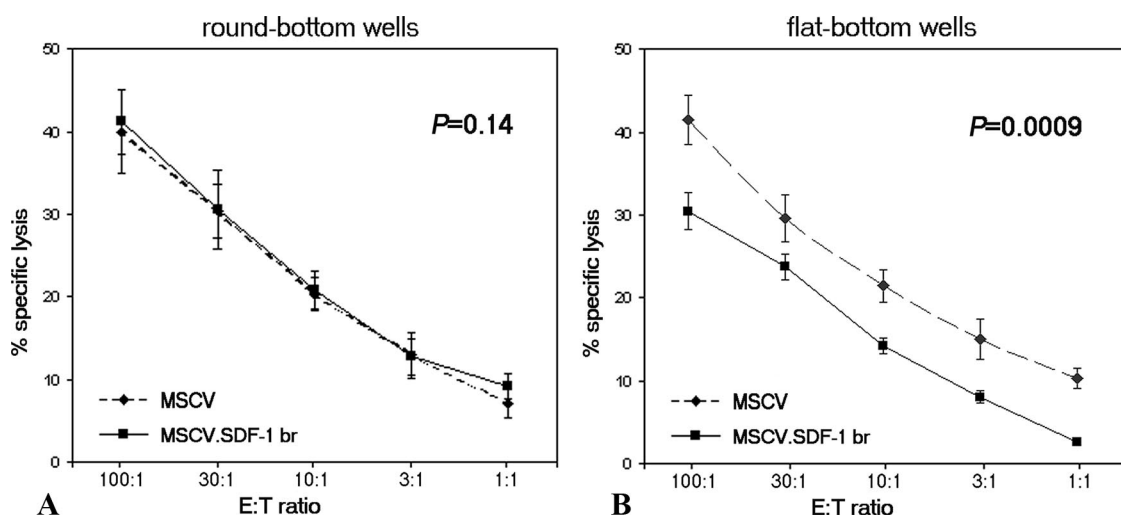 round-bottom wells
50
40
30
20
10
0
% specific lysis
P=0.14
MSCV
MSCV.SDF-1 br
100:1 30:1 10:1 3:1 1:1
E:T ratio
A
flat-bottom wells
50
40
30
20
10
0
% specific lysis
P=0.0009
MSCV
MSCV.SDF-1 br
100:1 30:1 10:1 3:1 1:1
E:T ratio
B